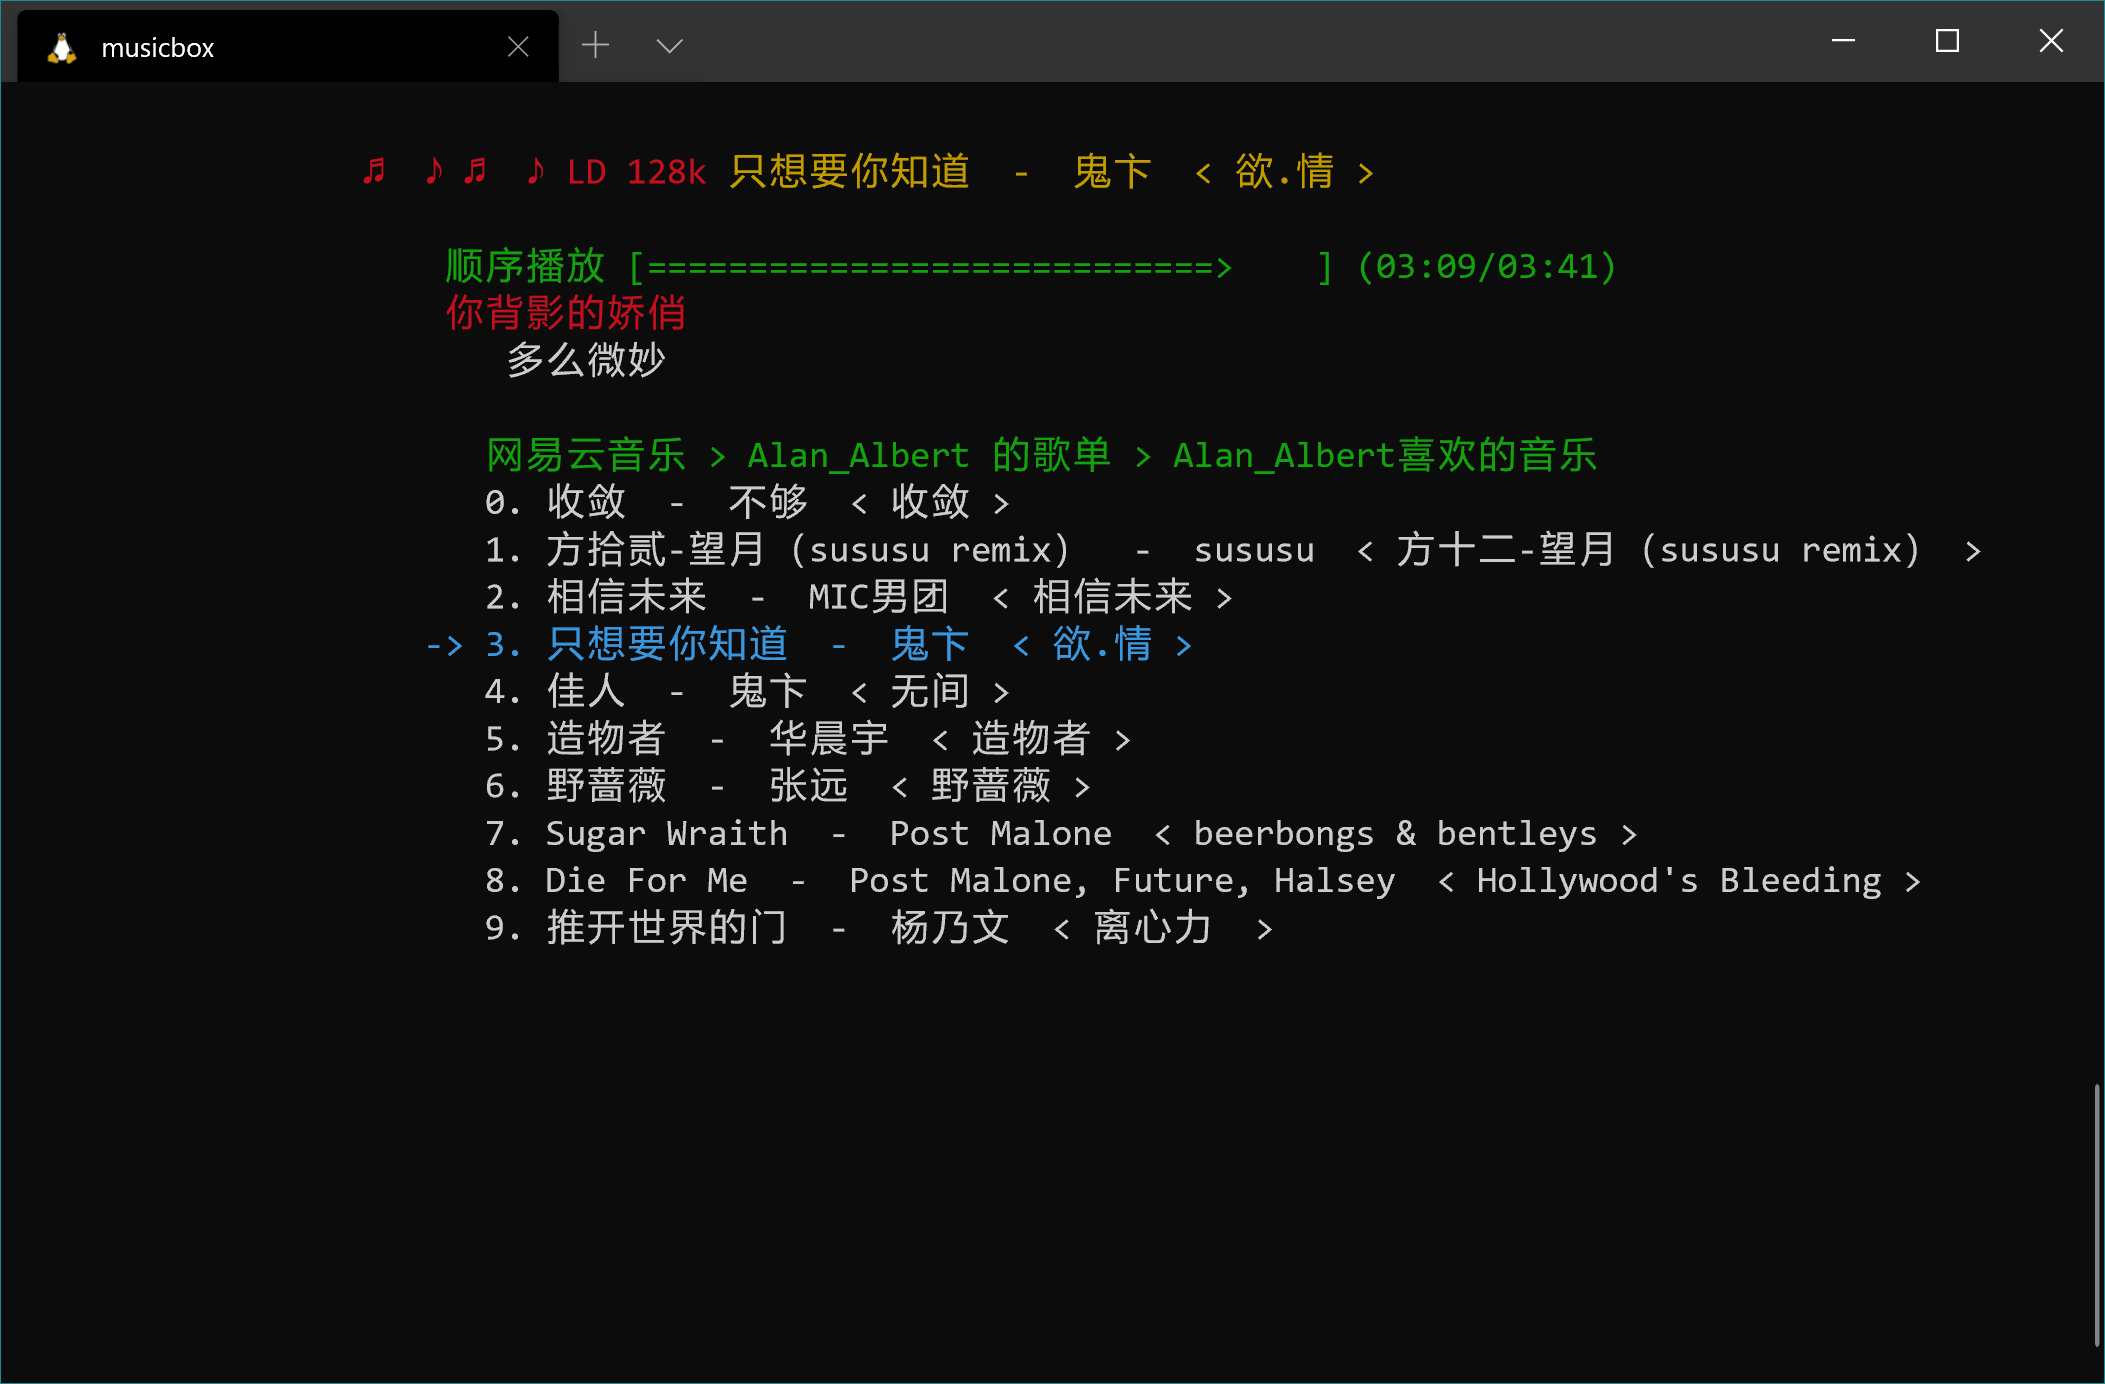 musicbox
♬ ♪ ♬ ♪ LD 128k 只想要你知道 - 鬼卞 < 欲.情 >
顺序播放 [============================> ] (03:09/03:41)
你背影的娇俏
多么微妙
网易云音乐 > Alan_Albert 的歌单 > Alan_Albert喜欢的音乐
0. 收敛 - 不够 < 收敛 >
1. 方拾贰-望月 (sususu remix) - sususu < 方十二-望月 (sususu remix) >
2. 相信未来 - MIC男团 < 相信未来 >
-> 3. 只想要你知道 - 鬼卞 < 欲.情 >
4. 佳人 - 鬼卞 < 无间 >
5. 造物者 - 华晨宇 < 造物者 >
6. 野蔷薇 - 张远 < 野蔷薇 >
7. Sugar Wraith - Post Malone < beerbongs & bentleys >
8. Die For Me - Post Malone, Future, Halsey < Hollywood's Bleeding >
9. 推开世界的门 - 杨乃文 < 离心力 >